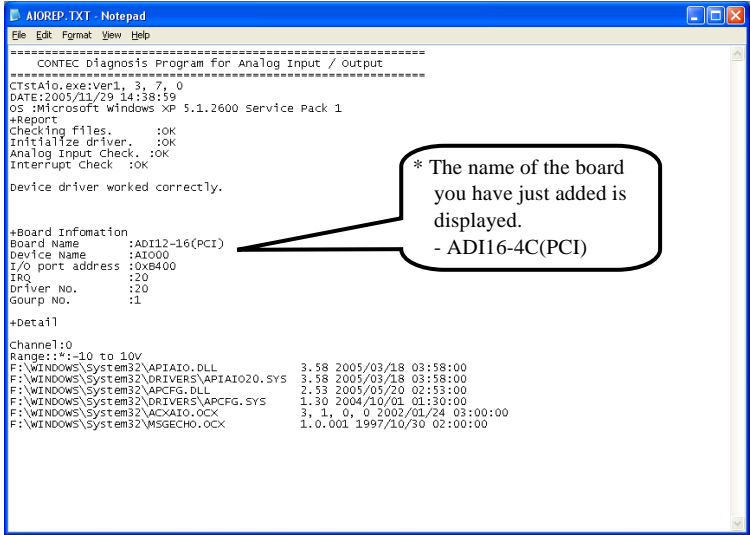 AIOREP.TXT - Notepad
File Edit Format View Help
=============================================================
CONTEC Diagnosis Program for Analog Input / Output
=============================================================
CTstAio.exe:Ver1, 3, 7, 0
DATE:2005/11/29 14:38:59
OS :Microsoft Windows XP 5.1.2600 Service Pack 1
+Report
Checking files. :OK
Initialize driver. :OK
Analog Input Check. :OK
Interrupt Check :OK
Device driver worked correctly.
+Board Infomation
Board Name :ADI12-16(PCI)
Device Name :AIO00
I/O port address :0xB400
IRQ :20
Driver No. :20
Gourp No. :1
+Detail
Channel:0
Range::*:-10 to 10V
F:\WINDOWS\System32\APIAIO.DLL 3.58 2005/03/18 03:58:00
F:\WINDOWS\System32\DRIVERS\APIAIO20.SYS 3.58 2005/03/18 03:58:00
F:\WINDOWS\System32\APCFG.DLL 2.53 2005/05/20 02:53:00
F:\WINDOWS\System32\DRIVERS\APCFG.SYS 1.30 2004/10/01 01:30:00
F:\WINDOWS\System32\ACXAIO.OCX 3, 1, 0, 0 2002/01/24 03:00:00
F:\WINDOWS\System32\MSGECHO.OCX 1.0.001 1997/10/30 02:00:00
* The name of the board
you have just added is
displayed.
- ADI16-4C(PCI)